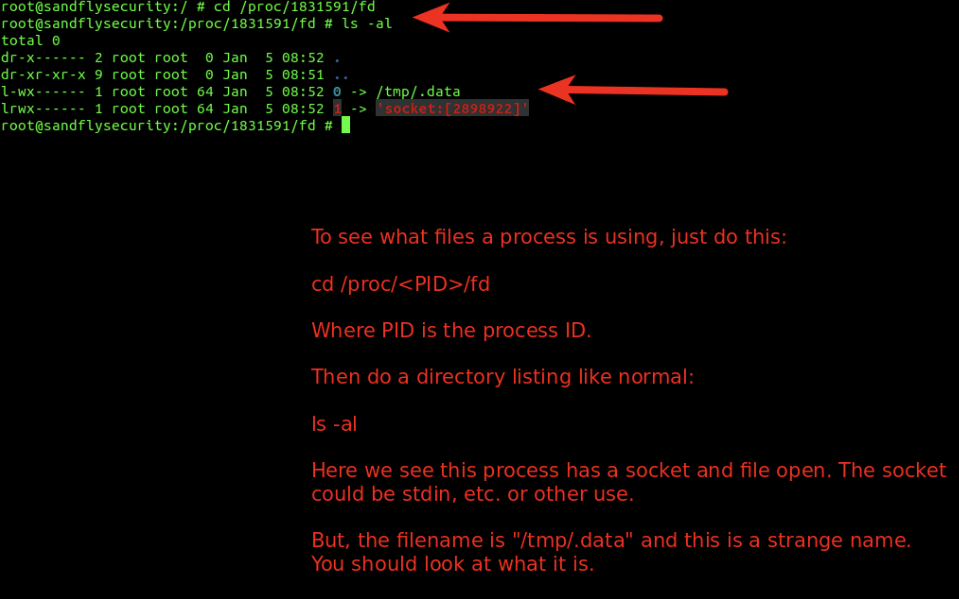 root@sandflysecurity:/ # cd /proc/1831591/fd
root@sandflysecurity:/proc/1831591/fd # ls -al
total 0
dr-x------ 2 root root  0 Jan  5 08:52 .
dr-xr-xr-x 9 root root  0 Jan  5 08:51 ..
l-wx------ 1 root root 64 Jan  5 08:52 0 -> /tmp/.data
lrwx------ 1 root root 64 Jan  5 08:52 1 -> 'socket:[2898922]'
root@sandflysecurity:/proc/1831591/fd #
To see what files a process is using, just do this:
cd /proc/<PID>/fd
Where PID is the process ID.
Then do a directory listing like normal:
ls -al
Here we see this process has a socket and file open. The socket
could be stdin, etc. or other use.
But, the filename is "/tmp/.data" and this is a strange name.
You should look at what it is.